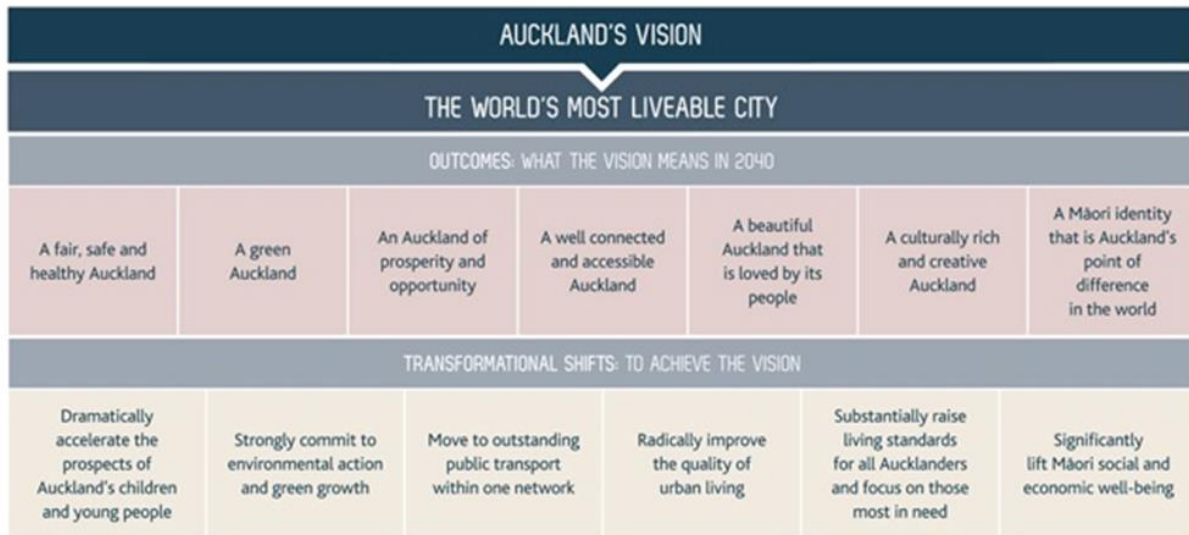 AUCKLAND'S VISION
THE WORLD'S MOST LIVEABLE CITY
OUTCOMES: WHAT THE VISION MEANS IN 2040
A fair, safe and
healthy Auckland
A green
Auckland
An Auckland of
prosperity and
opportunity
A well connected
and accessible
Auckland
A beautiful
Auckland that
is loved by its
people
A culturally rich
and creative
Auckland
A Māori identity
that is Auckland's
point of
difference
in the world
TRANSFORMATIONAL SHIFTS: TO ACHIEVE THE VISION
Dramatically
accelerate the
prospects of
Auckland's children
and young people
Strongly commit to
environmental action
and green growth
Move to outstanding
public transport
within one network
Radically improve
the quality of
urban living
Substantially raise
living standards
for all Aucklanders
and focus on those
most in need
Significantly
lift Māori social and
economic well-being